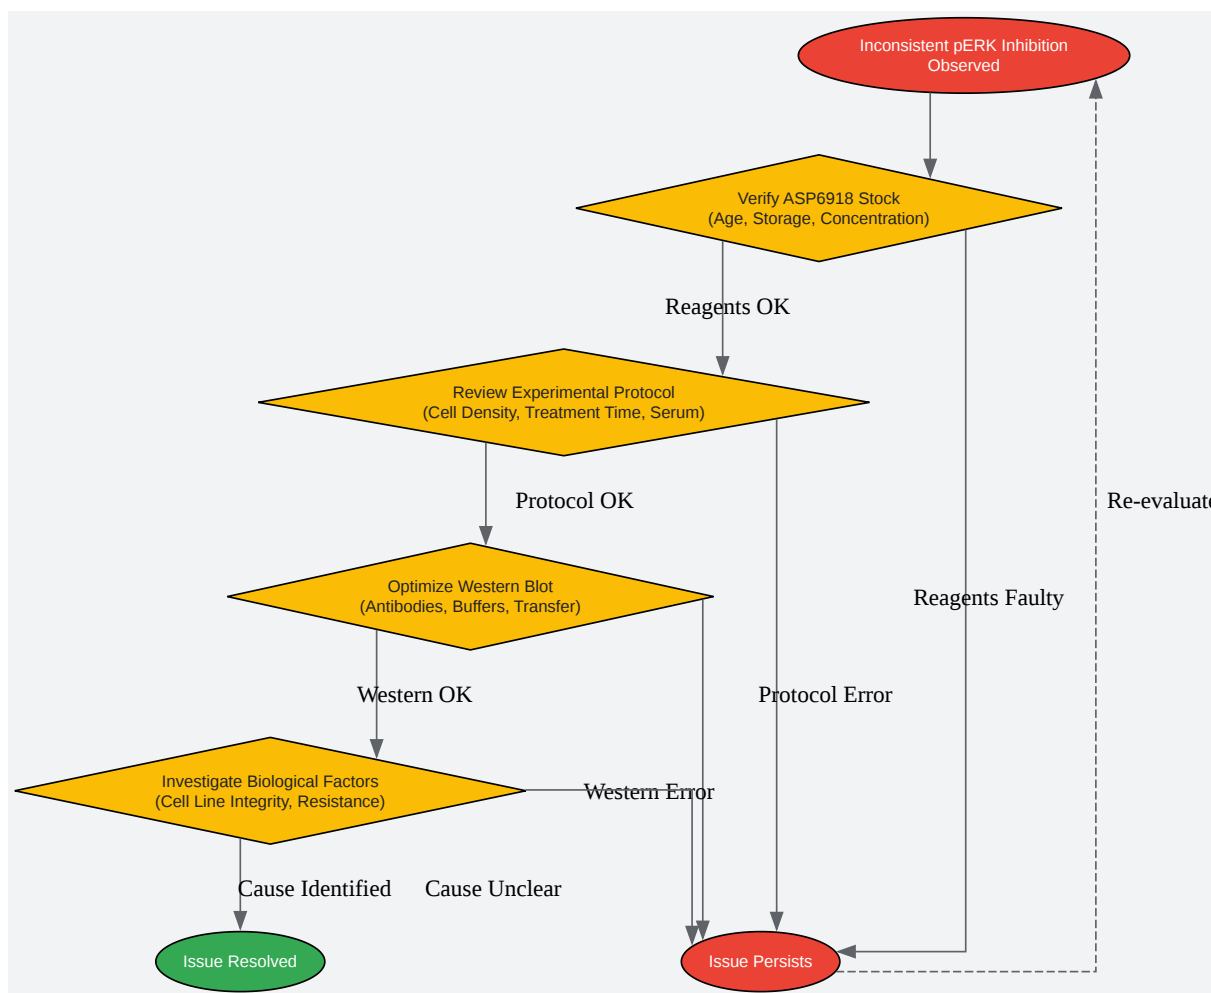 Inconsistent pERK Inhibition
Observed
Verify ASP6918 Stock
(Age, Storage, Concentration)
Reagents OK
Review Experimental Protocol
(Cell Density, Treatment Time, Serum)
Protocol OK
Re-evaluate
Optimize Western Blot
(Antibodies, Buffers, Transfer)
Reagents Faulty
Western OK
Protocol Error
Investigate Biological Factors
(Cell Line Integrity, Resistance)
Western Error
Cause Identified
Cause Unclear
Issue Resolved
Issue Persists